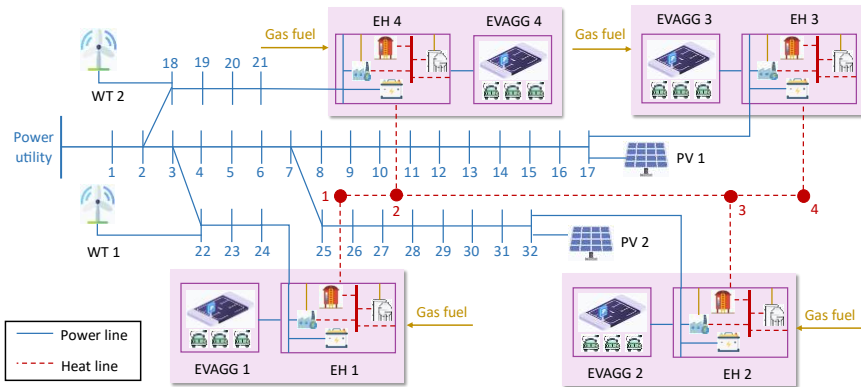 Gas fuel
EH 4
EVAGG 4
Gas fuel
EVAGG 3
EH 3
WT 2
18 19 20 21
Power
utility
1 2 3 4 5 6 7 8 9 10 11 12 13 14 15 16 17
PV 1
1 2 3 4
WT 1
22 23 24
25 26 27 28 29 30 31 32
PV 2
Gas fuel
Gas fuel
Power line
Heat line
EVAGG 1
EH 1
EVAGG 2
EH 2